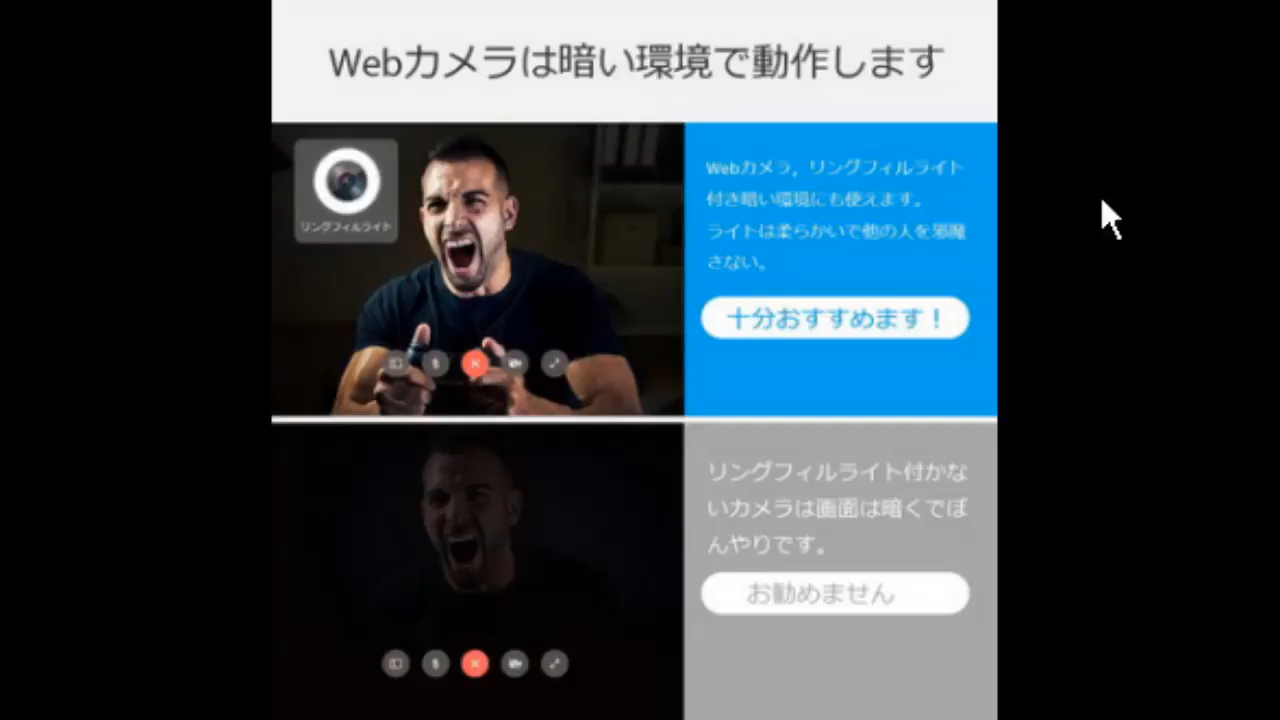 Webカメラは暗い環境で動作します
リングフィルライト
Webカメラ，リングフィルライト
付き暗い環境にも使えます。
ライトは柔らかいで他の人を邪魔
さない。
十分おすすめます！
リングフィルライト付かな
いカメラは画面は暗くてぼ
んやりです。
お勧めません